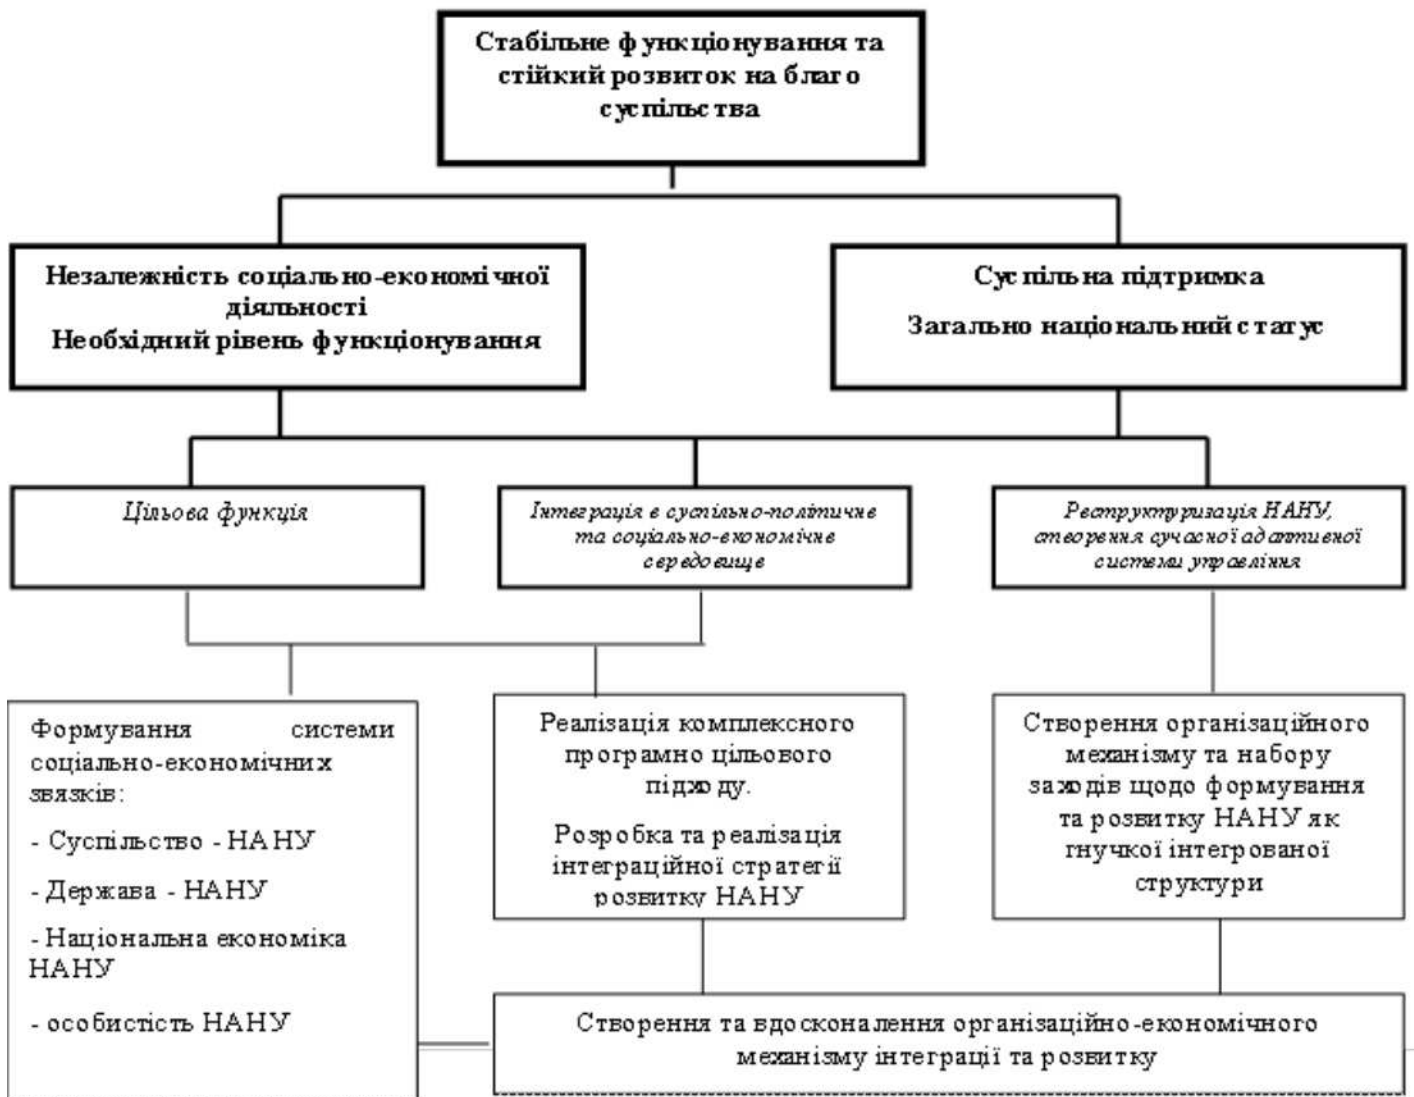 Стабільне функціонування та
стійкий розвиток на благо
суспільства
Незалежність соціально-економічної
діяльності
Необхідний рівень функціонування
Суспільна підтримка
Загально національний статус
Цільова функція
Інтеграція в суспільно-політичне
та соціально-економічне
середовище
Реструктуризація НАНУ,
створення сучасної адаптивної
системи управління
Формування системи
соціально-економічних
звязків:
- Суспільство - НАНУ
- Держава - НАНУ
- Національна економіка
НАНУ
- особистість НАНУ
Реалізація комплексного
програмно цільового
підходу.
Розробка та реалізація
інтеграційної стратегії
розвитку НАНУ
Створення організаційного
механізму та набору
заходів щодо формування
та розвитку НАНУ як
гнучкої інтегрованої
структури
Створення та вдосконалення організаційно-економічного
механізму інтеграції та розвитку